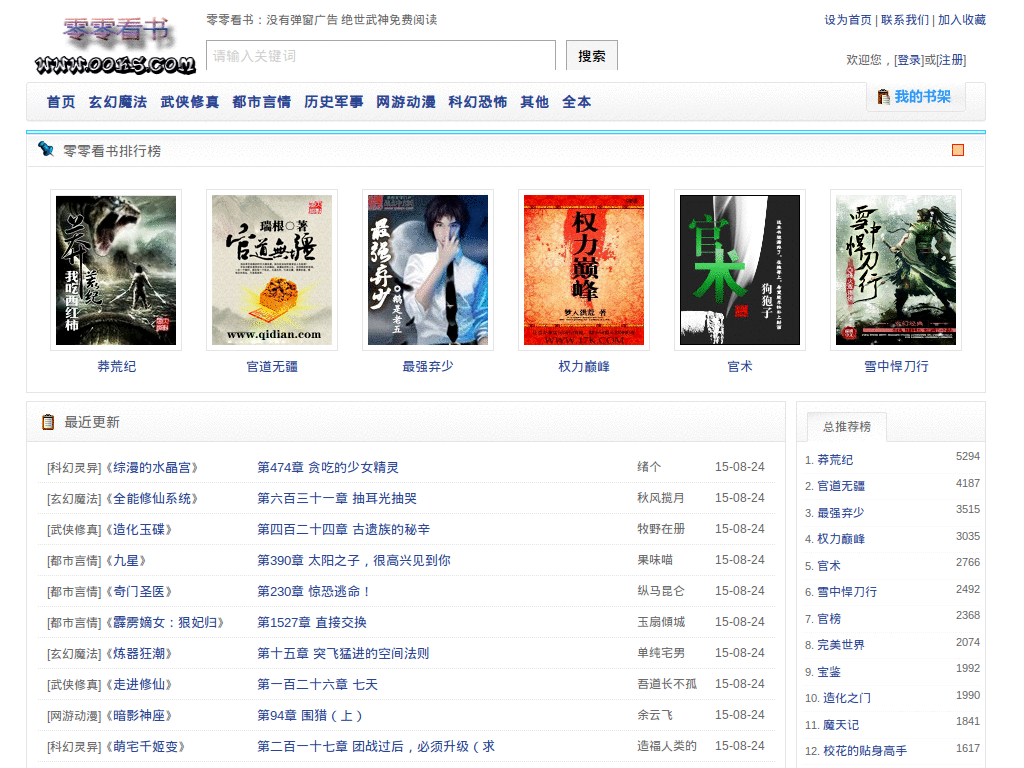 零零看书
WWW.00KS.COM
零零看书：没有弹窗广告 绝世武神免费阅读
设为首页 | 联系我们 | 加入收藏
请输入关键词
搜索
欢迎您，[登录]或[注册]
首页 玄幻魔法 武侠修真 都市言情 历史军事 网游动漫 科幻恐怖 其他 全本
我的书架
零零看书排行榜
莽荒纪
我吃西红柿
瑞根○著
官道无疆
www.qidian.com
最强弃少
鹅是老五
权力巅峰
梦入洪荒 著
WWW.17K.COM
官术
狗狍子
雪中悍刀行
莽荒纪
官道无疆
最强弃少
权力巅峰
官术
雪中悍刀行
最近更新
[科幻灵异]《综漫的水晶宫》 第474章 贪吃的少女精灵 绪个 15-08-24
[玄幻魔法]《全能修仙系统》 第六百三十一章 抽耳光抽哭 秋风揽月 15-08-24
[武侠修真]《造化玉碟》 第四百二十四章 古遗族的秘辛 牧野在册 15-08-24
[都市言情]《九星》 第390章 太阳之子，很高兴见到你 果味喵 15-08-24
[都市言情]《奇门圣医》 第230章 惊恐逃命！ 纵马昆仑 15-08-24
[都市言情]《霹雳嫡女：狠妃归》 第1527章 直接交换 玉扇倾城 15-08-24
[玄幻魔法]《炼器狂潮》 第十五章 突飞猛进的空间法则 单纯宅男 15-08-24
[武侠修真]《走进修仙》 第一百二十六章 七天 吾道长不孤 15-08-24
[网游动漫]《暗影神座》 第94章 围猎（上） 余云飞 15-08-24
[科幻灵异]《萌宅千姬变》 第二百一十七章 团战过后，必须升级（求 造福人类的 15-08-24
总推荐榜
1. 莽荒纪 5294
2. 官道无疆 4187
3. 最强弃少 3515
4. 权力巅峰 3035
5. 官术 2766
6. 雪中悍刀行 2492
7. 官榜 2368
8. 完美世界 2074
9. 宝鉴 1992
10. 造化之门 1990
11. 魔天记 1841
12. 校花的贴身高手 1617